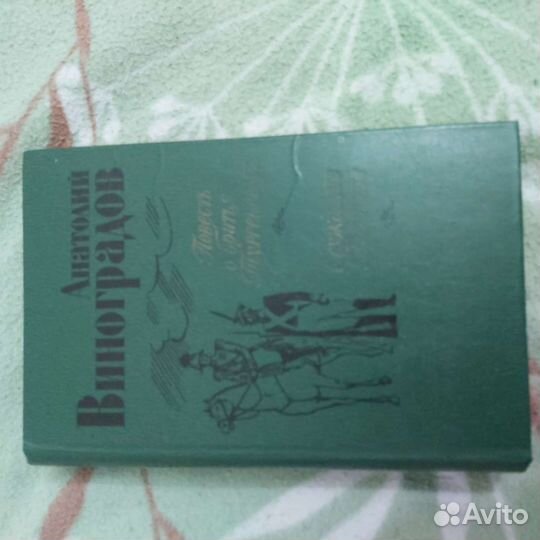 Анатолий
Виноградов
Повесть
о братьях
Тургеневых
Avito